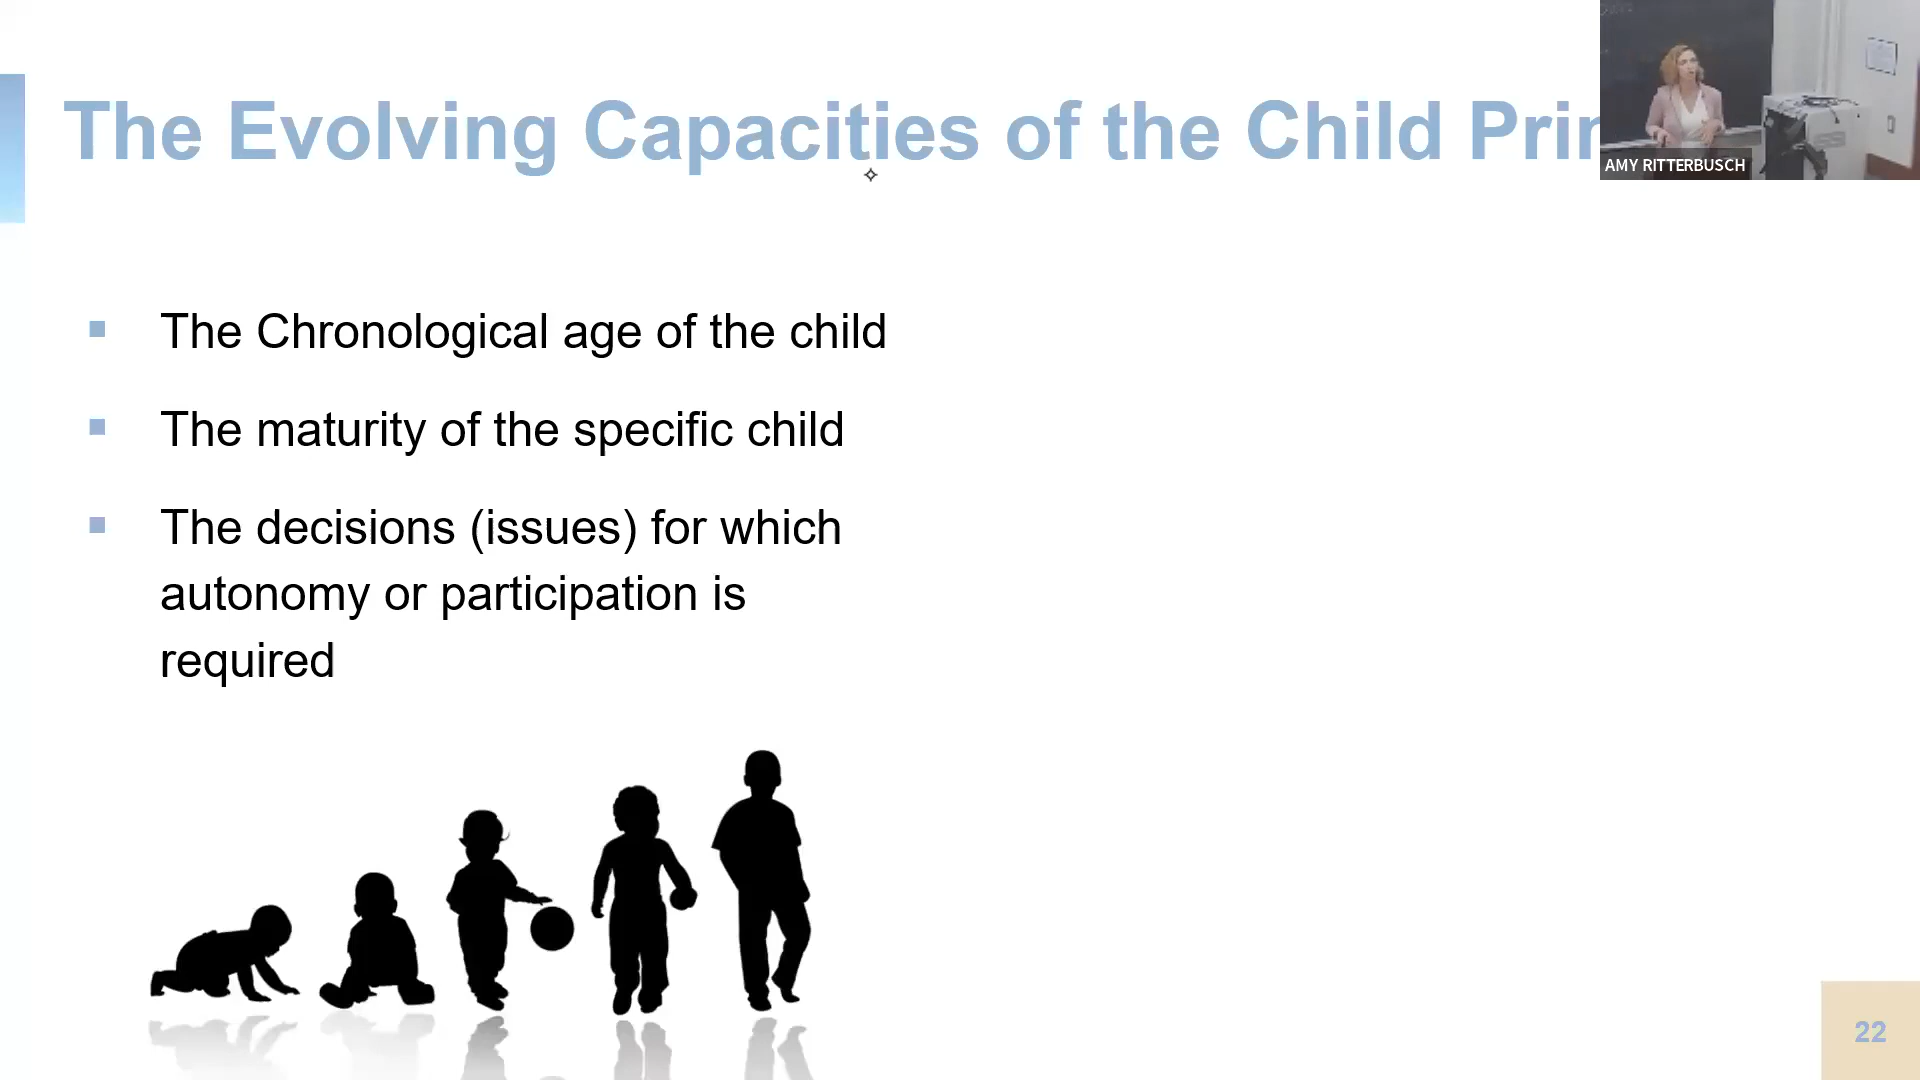 The Evolving Capacities of the Child Prin
AMY RITTERBUSCH
The Chronological age of the child
The maturity of the specific child
The decisions (issues) for which
autonomy or participation is
required
22